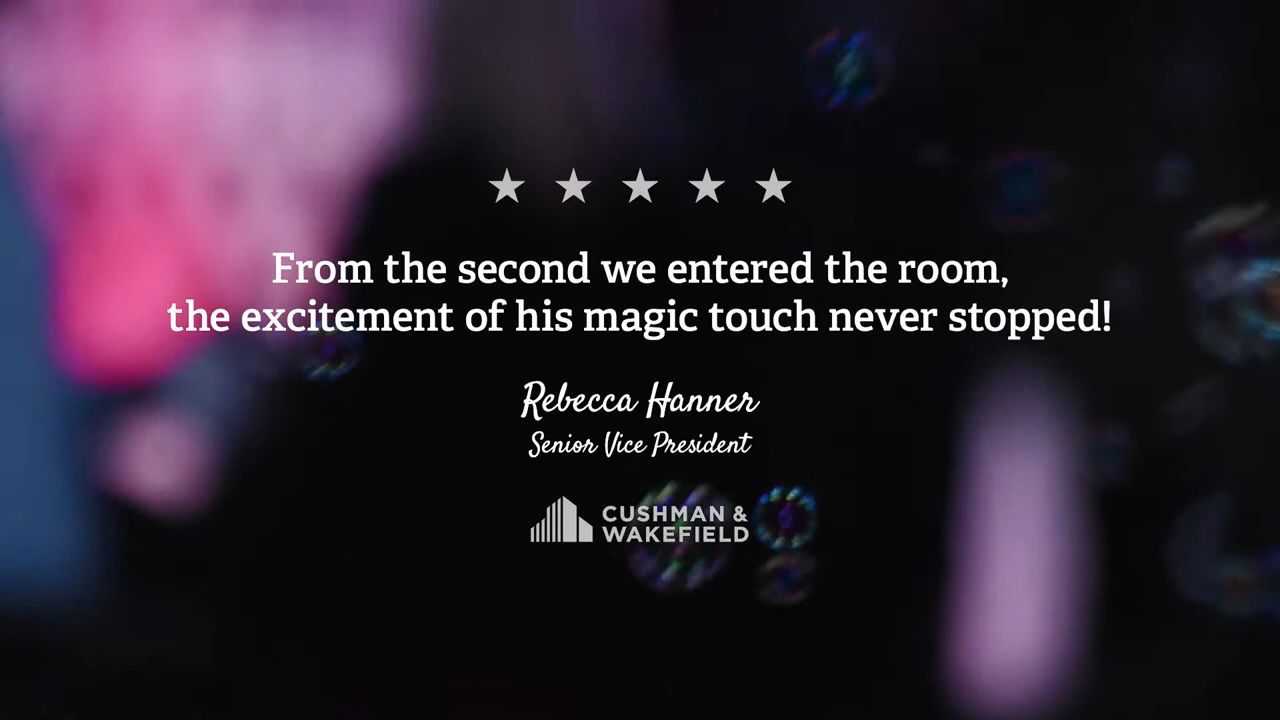 From the second we entered the room,
the excitement of his magic touch never stopped!
Rebecca Hanner
Senior Vice President
CUSHMAN &
WAKEFIELD